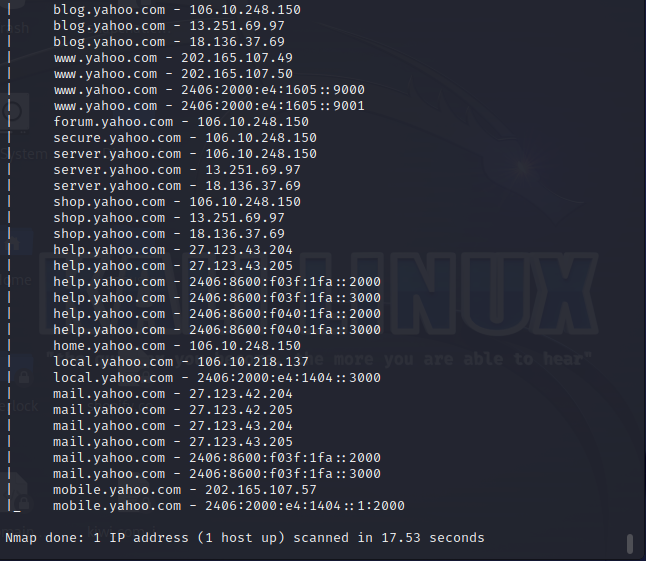 |     blog.yahoo.com - 106.10.248.150
|     blog.yahoo.com - 13.251.69.97
|     blog.yahoo.com - 18.136.37.69
|     www.yahoo.com - 202.165.107.49
|     www.yahoo.com - 202.165.107.50
|     www.yahoo.com - 2406:2000:e4:1605::9000
|     www.yahoo.com - 2406:2000:e4:1605::9001
|     forum.yahoo.com - 106.10.248.150
|     secure.yahoo.com - 106.10.248.150
|     server.yahoo.com - 106.10.248.150
|     server.yahoo.com - 13.251.69.97
|     server.yahoo.com - 18.136.37.69
|     shop.yahoo.com - 106.10.248.150
|     shop.yahoo.com - 13.251.69.97
|     shop.yahoo.com - 18.136.37.69
|     help.yahoo.com - 27.123.43.204
|     help.yahoo.com - 27.123.43.205
|     help.yahoo.com - 2406:8600:f03f:1fa::2000
|     help.yahoo.com - 2406:8600:f03f:1fa::3000
|     help.yahoo.com - 2406:8600:f040:1fa::2000
|     help.yahoo.com - 2406:8600:f040:1fa::3000
|     home.yahoo.com - 106.10.248.150
|     local.yahoo.com - 106.10.218.137
|     local.yahoo.com - 2406:2000:e4:1404::3000
|     mail.yahoo.com - 27.123.42.204
|     mail.yahoo.com - 27.123.42.205
|     mail.yahoo.com - 27.123.43.204
|     mail.yahoo.com - 27.123.43.205
|     mail.yahoo.com - 2406:8600:f03f:1fa::2000
|     mail.yahoo.com - 2406:8600:f03f:1fa::3000
|     mobile.yahoo.com - 202.165.107.57
|_    mobile.yahoo.com - 2406:2000:e4:1404::1:2000
Nmap done: 1 IP address (1 host up) scanned in 17.53 seconds
LINUX
more you are able to hear"
System